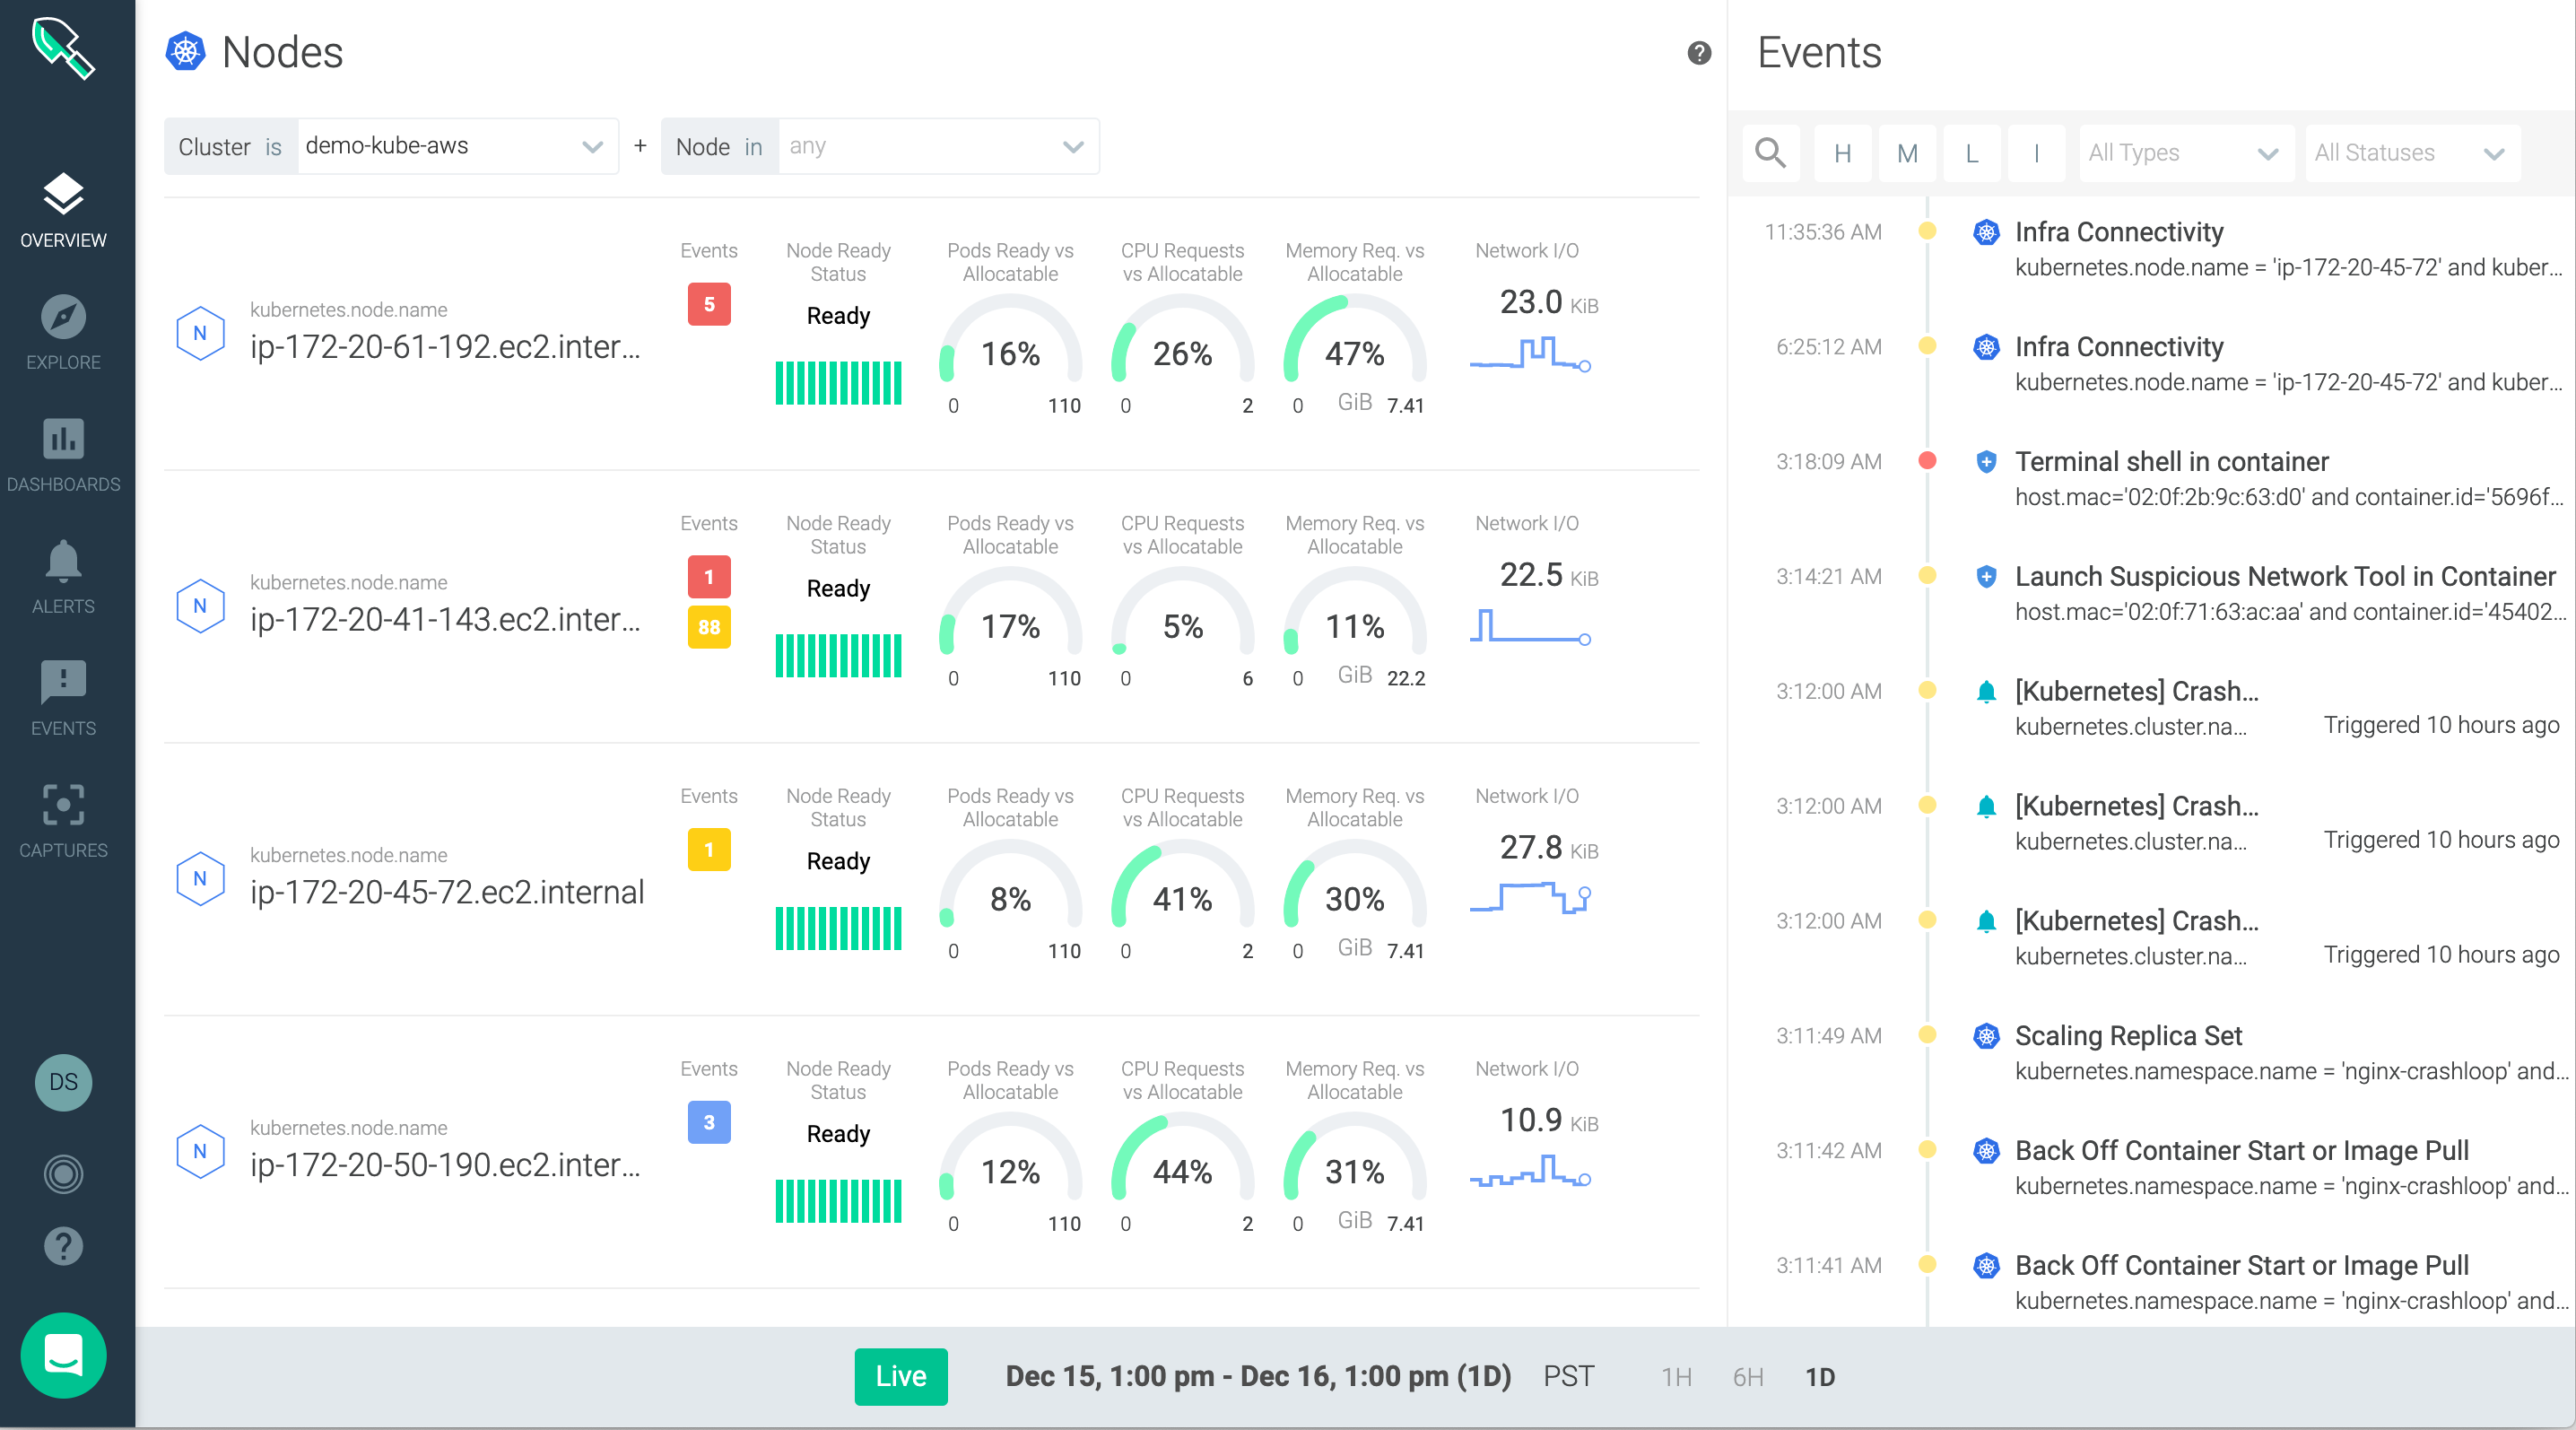 OVERVIEW
EXPLORE
DASHBOARDS
ALERTS
EVENTS
CAPTURES
DS
Nodes
Cluster is demo-kube-aws + Node in any
N
kubernetes.node.name
ip-172-20-61-192.ec2.inter...
Events
5
Node Ready
Status
Ready
Pods Ready vs
Allocatable
16%
0 110
CPU Requests
vs Allocatable
26%
0 2
Memory Req. vs
Allocatable
47%
0 GiB 7.41
Network I/O
23.0 KiB
N
kubernetes.node.name
ip-172-20-41-143.ec2.inter...
Events
1
88
Node Ready
Status
Ready
Pods Ready vs
Allocatable
17%
0 110
CPU Requests
vs Allocatable
5%
0 6
Memory Req. vs
Allocatable
11%
0 GiB 22.2
Network I/O
22.5 KiB
N
kubernetes.node.name
ip-172-20-45-72.ec2.internal
Events
1
Node Ready
Status
Ready
Pods Ready vs
Allocatable
8%
0 110
CPU Requests
vs Allocatable
41%
0 2
Memory Req. vs
Allocatable
30%
0 GiB 7.41
Network I/O
27.8 KiB
N
kubernetes.node.name
ip-172-20-50-190.ec2.inter...
Events
3
Node Ready
Status
Ready
Pods Ready vs
Allocatable
12%
0 110
CPU Requests
vs Allocatable
44%
0 2
Memory Req. vs
Allocatable
31%
0 GiB 7.41
Network I/O
10.9 KiB
Events
H M L I All Types All Statuses
11:35:36 AM Infra Connectivity
kubernetes.node.name = 'ip-172-20-45-72' and kuber...
6:25:12 AM Infra Connectivity
kubernetes.node.name = 'ip-172-20-45-72' and kuber...
3:18:09 AM Terminal shell in container
host.mac='02:0f:2b:9c:63:d0' and container.id='5696f...
3:14:21 AM Launch Suspicious Network Tool in Container
host.mac='02:0f:71:63:ac:aa' and container.id='45402...
3:12:00 AM [Kubernetes] Crash...
kubernetes.cluster.na... Triggered 10 hours ago
3:12:00 AM [Kubernetes] Crash...
kubernetes.cluster.na... Triggered 10 hours ago
3:12:00 AM [Kubernetes] Crash...
kubernetes.cluster.na... Triggered 10 hours ago
3:11:49 AM Scaling Replica Set
kubernetes.namespace.name = 'nginx-crashloop' and...
3:11:42 AM Back Off Container Start or Image Pull
kubernetes.namespace.name = 'nginx-crashloop' and...
3:11:41 AM Back Off Container Start or Image Pull
kubernetes.namespace.name = 'nginx-crashloop' and...
Live Dec 15, 1:00 pm - Dec 16, 1:00 pm (1D) PST 1H 6H 1D